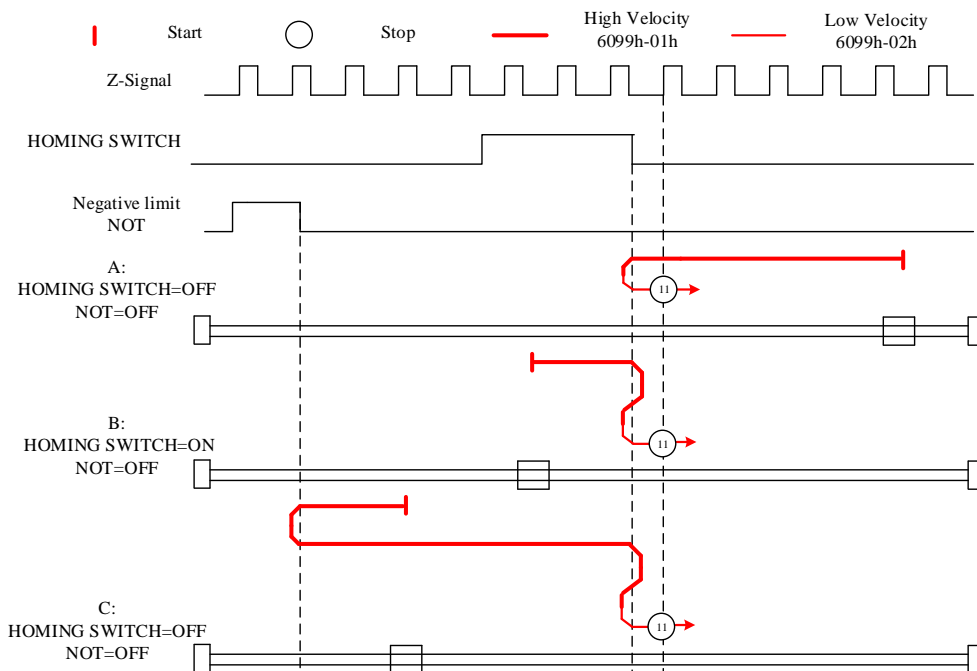 Start
Stop
High Velocity
6099h-01h
Low Velocity
6099h-02h
Z-Signal
HOMING SWITCH
Negative limit
NOT
A:
HOMING SWITCH=OFF
NOT=OFF
11
B:
HOMING SWITCH=ON
NOT=OFF
11
C:
HOMING SWITCH=OFF
NOT=OFF
11